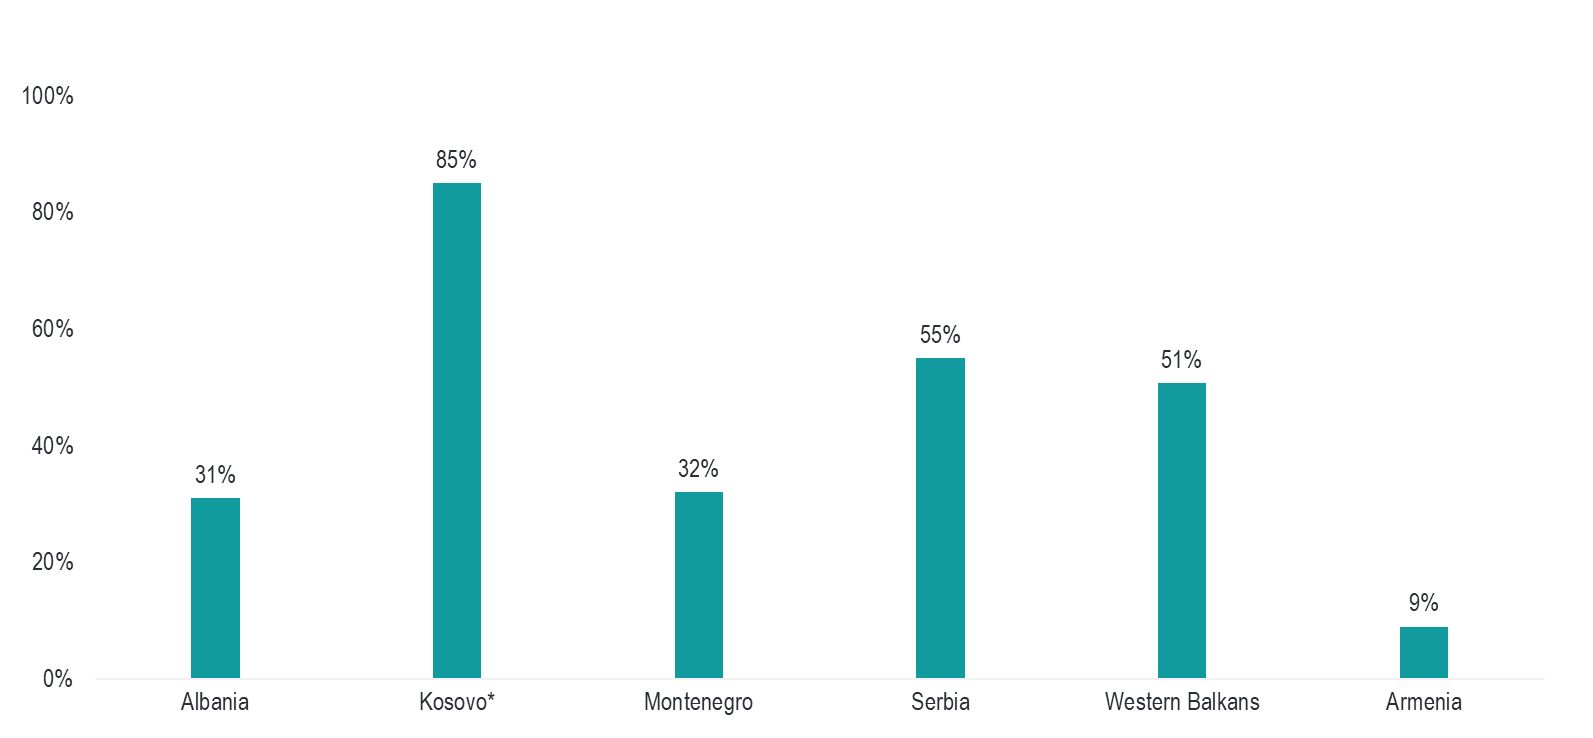 100%
80%
60%
40%
20%
0%
31%
85%
32%
55%
51%
9%
Albania
Kosovo*
Montenegro
Serbia
Western Balkans
Armenia